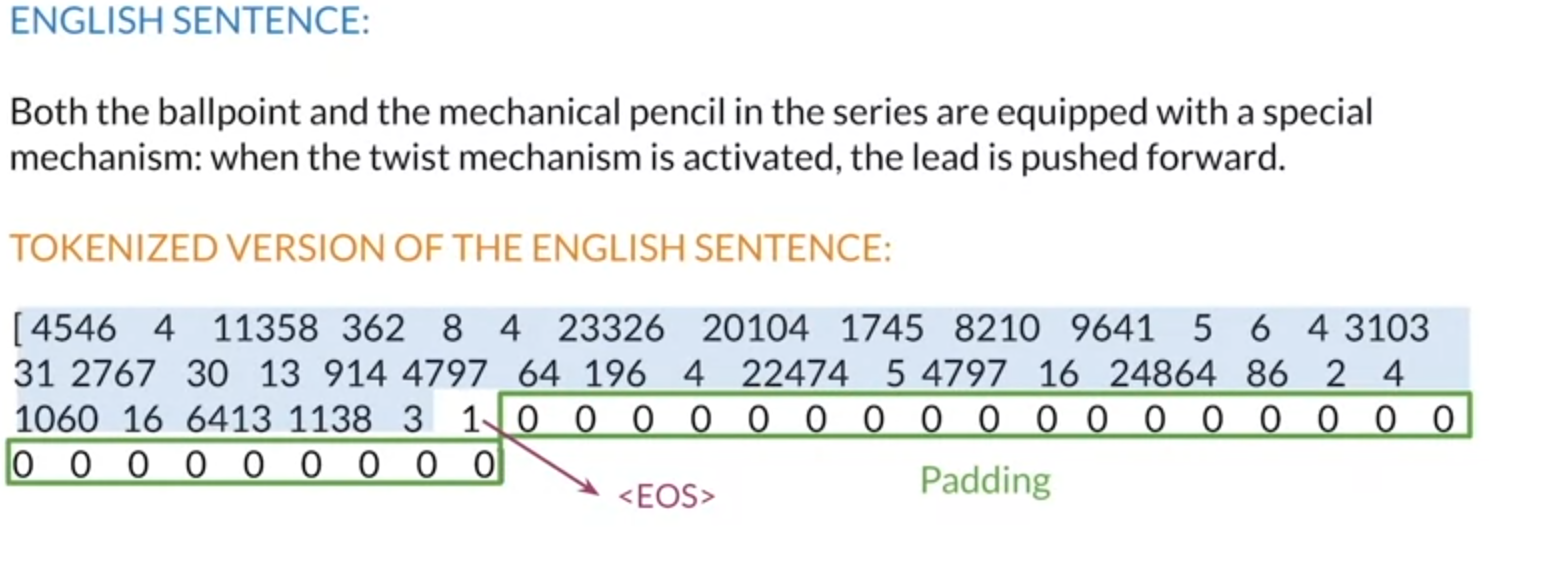 ENGLISH SENTENCE:
Both the ballpoint and the mechanical pencil in the series are equipped with a special
mechanism: when the twist mechanism is activated, the lead is pushed forward.
TOKENIZED VERSION OF THE ENGLISH SENTENCE:
[ 4546 4 11358 362 8 4 23326 20104 1745 8210 9641 5 6 4 3103
31 2767 30 13 914 4797 64 196 4 22474 5 4797 16 24864 86 2 4
1060 16 6413 1138 3 1 0 0 0 0 0 0 0 0 0 0 0 0 0 0 0 0 0
0 0 0 0 0 0 0 0 0
<EOS>
Padding